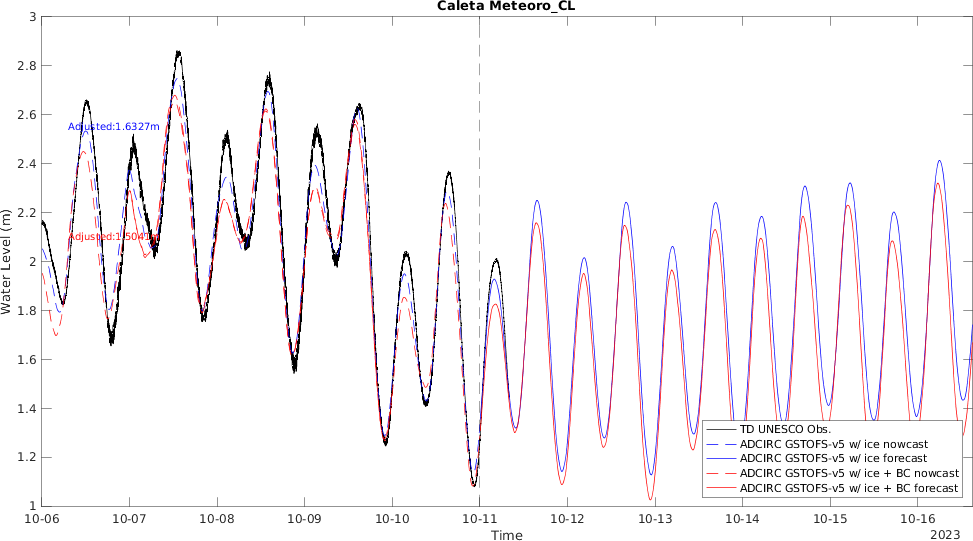 Caleta Meteoro_CL
3
2.8
2.6
2.4
2.2
2
1.8
1.6
1.4
1.2
1
Water Level (m)
Adjusted:1.6327m
TD UNESCO Obs.
ADCIRC GSTOFS-v5 w/ ice nowcast
ADCIRC GSTOFS-v5 w/ ice forecast
ADCIRC GSTOFS-v5 w/ ice + BC nowcast
ADCIRC GSTOFS-v5 w/ ice + BC forecast
10-06 10-07 10-08 10-09 10-10 10-11 10-12 10-13 10-14 10-15 10-16
Time
2023